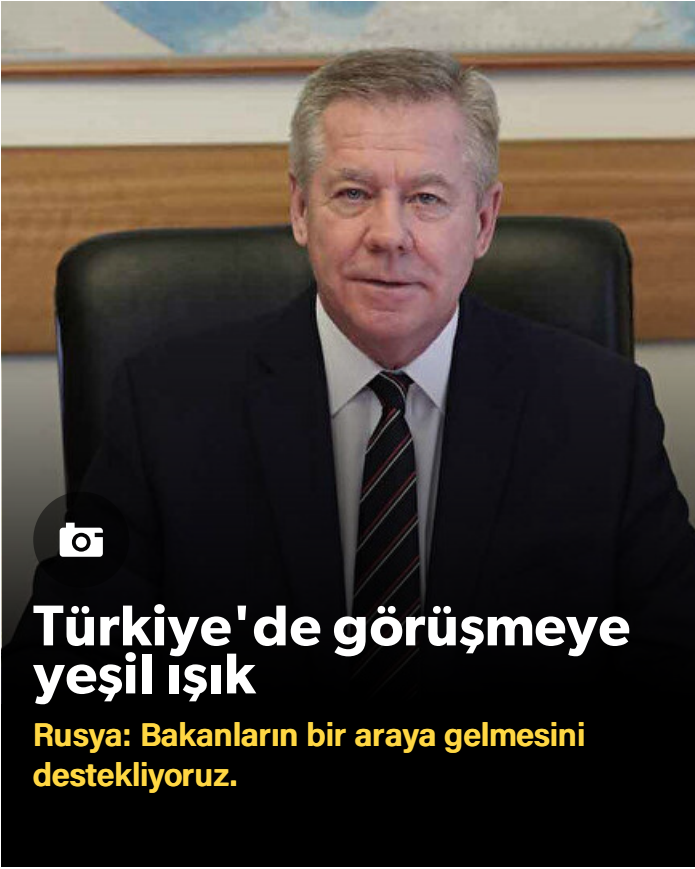 Türkiye'de görüşmeye
yeşil ışık
Rusya: Bakanların bir araya gelmesini
destekliyoruz.